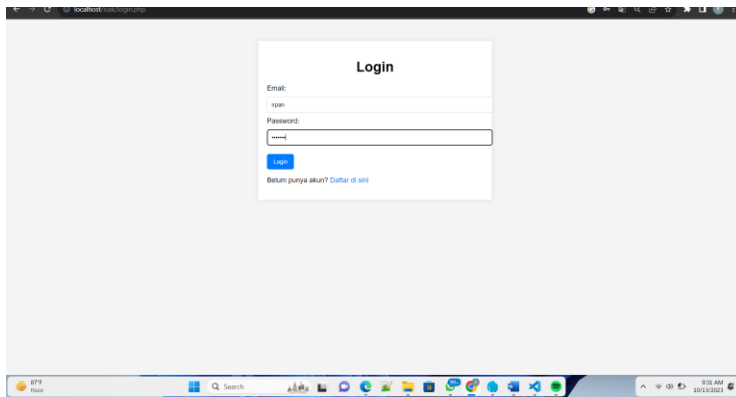 localhost/sisk/login.php
Login
Email:
irpan
Password:
Login
Belum punya akun? Daftar di sini
87°F
Haze
Search
99+
9:31 AM
10/13/2023